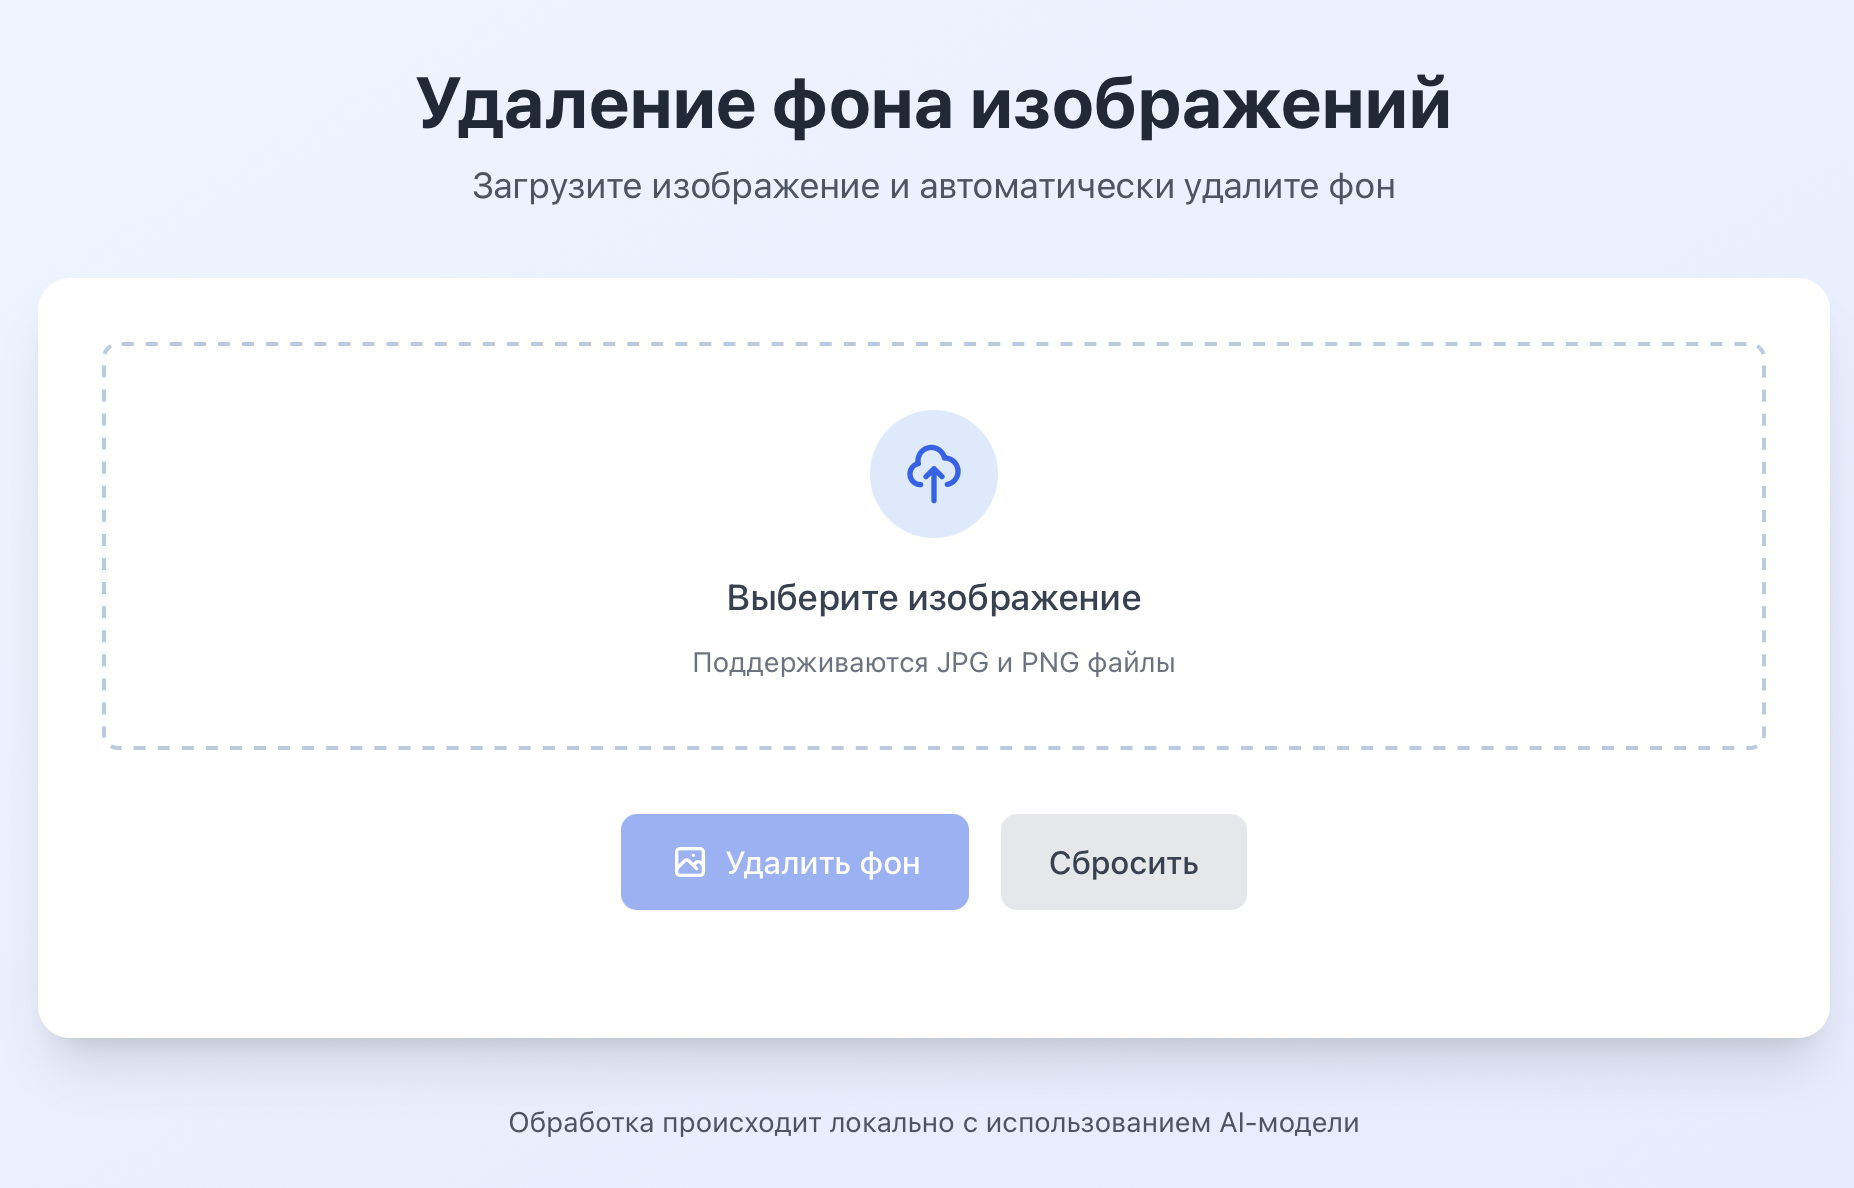 Удаление фона изображений
Загрузите изображение и автоматически удалите фон
Выберите изображение
Поддерживаются JPG и PNG файлы
Удалить фон
Сбросить
Обработка происходит локально с использованием AI-модели